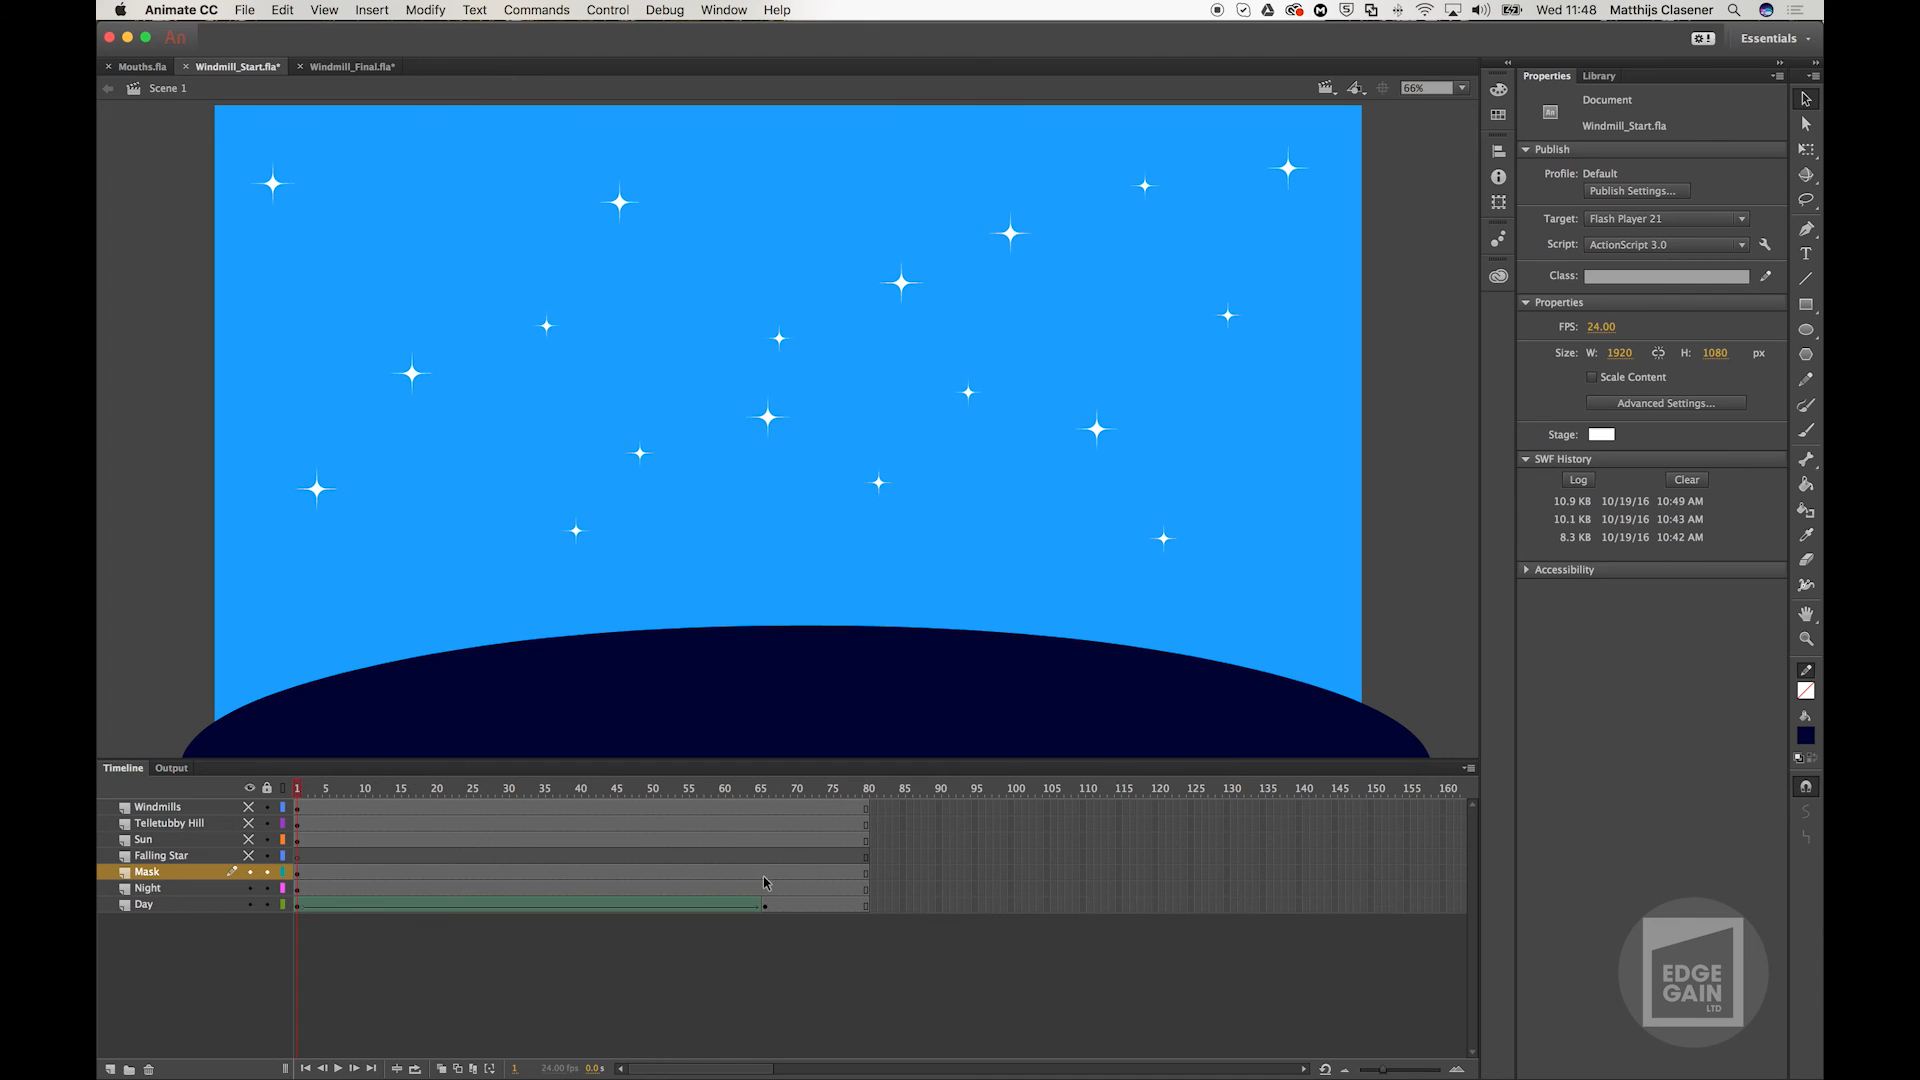 Animate CC File Edit View Insert Modify Text Commands Control Debug Window Help Wed 11:48 Matthijs Clasener
An Essentials
Mouths.fla Windmill_Start.fla* Windmill_Final.fla*
Scene 1 66%
Properties Library
Document
An
Windmill_Start.fla
Publish
Profile: Default
Publish Settings...
Target: Flash Player 21
Script: ActionScript 3.0
Class:
Properties
FPS: 24.00
Size: W: 1920 H: 1080 px
Scale Content
Advanced Settings...
Stage:
SWF History
Log Clear
10.9 KB 10/19/16 10:49 AM
10.1 KB 10/19/16 10:43 AM
8.3 KB 10/19/16 10:42 AM
Accessibility
Timeline Output
1 5 10 15 20 25 30 35 40 45 50 55 60 65 70 75 80 85 90 95 100 105 110 115 120 125 130 135 140 145 150 155 160
Windmills
Telletubby Hill
Sun
Falling Star
Mask
Night
Day
1 24.00 fps 0.0 s
EDGE
GAIN
LTD